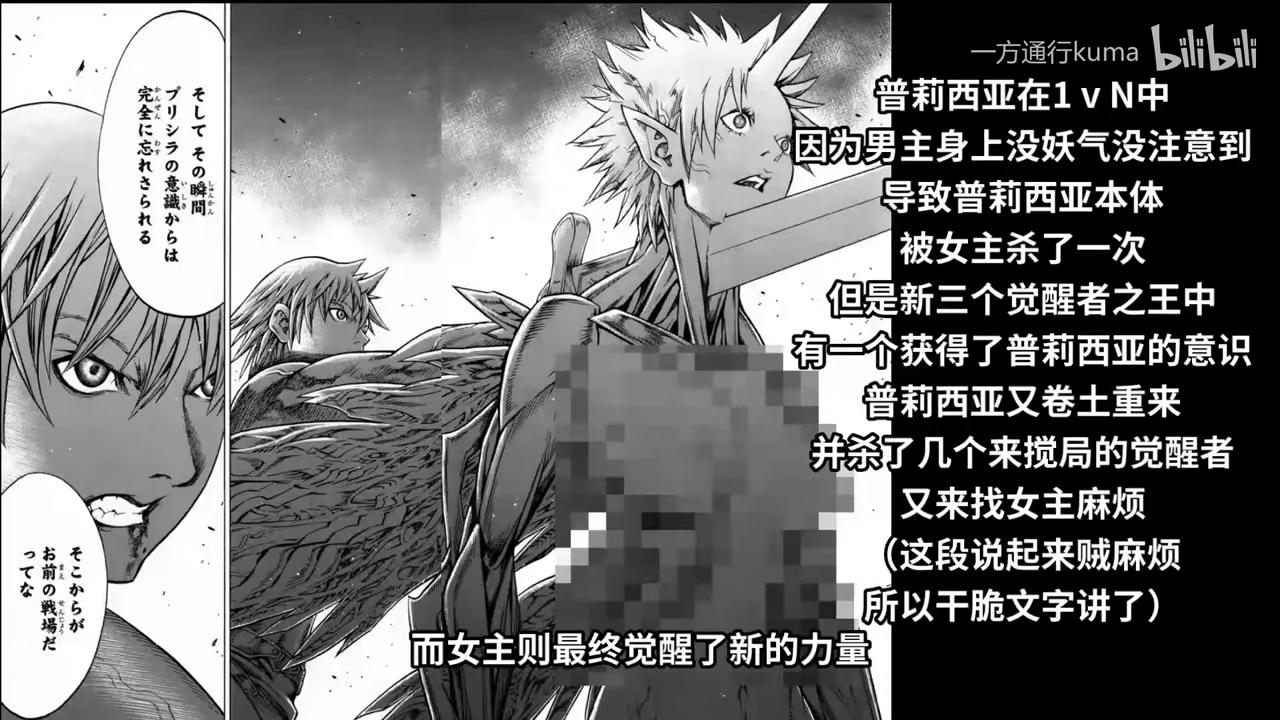 そして その瞬間
プリシラの意識からは
完全に忘れさられる
そこからが
お前の戦場だ
ってな
一方通行kuma bilibili
普莉西亚在1 v N中
因为男主身上没妖气没注意到
导致普莉西亚本体
被女主杀了一次
但是新三个觉醒者之王中
有一个获得了普莉西亚的意识
普莉西亚又卷土重来
并杀了几个来搅局的觉醒者
又来找女主麻烦
（这段说起来贼麻烦
所以干脆文字讲了）
而女主则最终觉醒了新的力量